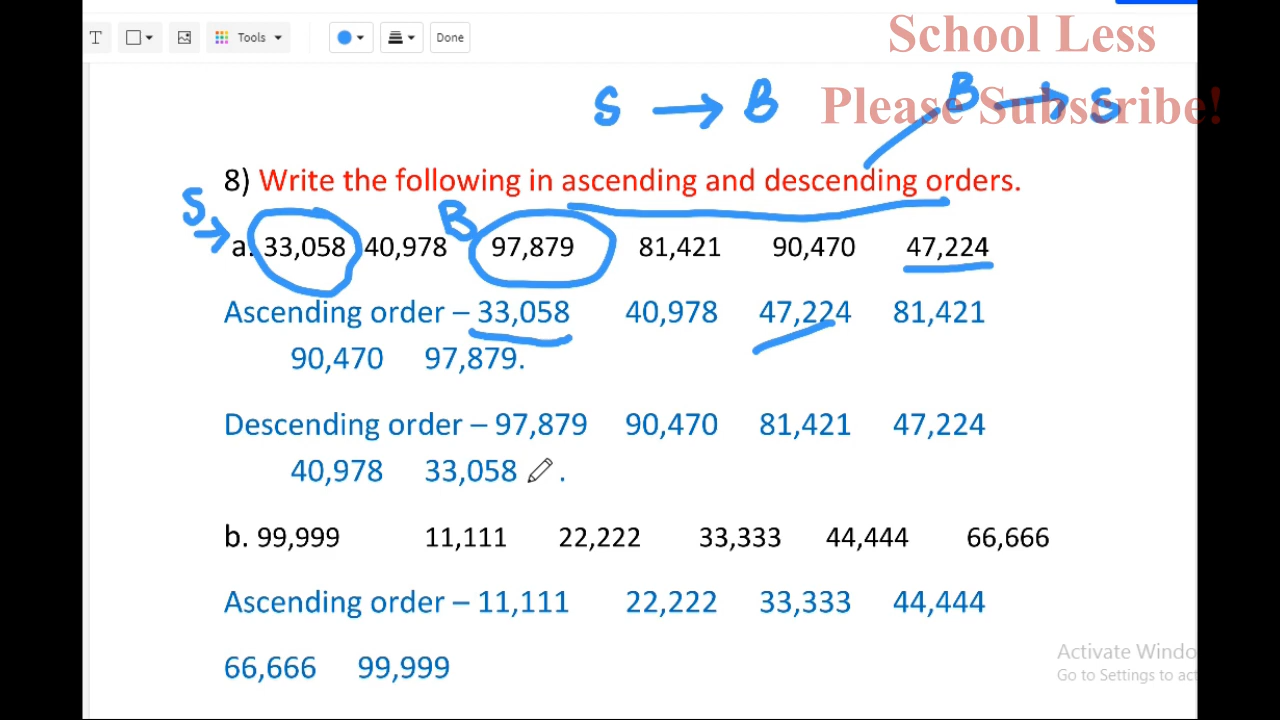 T Tools Done
School Less
S → B B → S
Please Subscribe!
8) Write the following in ascending and descending orders.
S → B
a. 33,058 40,978 97,879 81,421 90,470 47,224
Ascending order – 33,058 40,978 47,224 81,421
90,470 97,879.
Descending order – 97,879 90,470 81,421 47,224
40,978 33,058 .
b. 99,999 11,111 22,222 33,333 44,444 66,666
Ascending order – 11,111 22,222 33,333 44,444
Activate Windo
66,666 99,999
Go to Settings to act